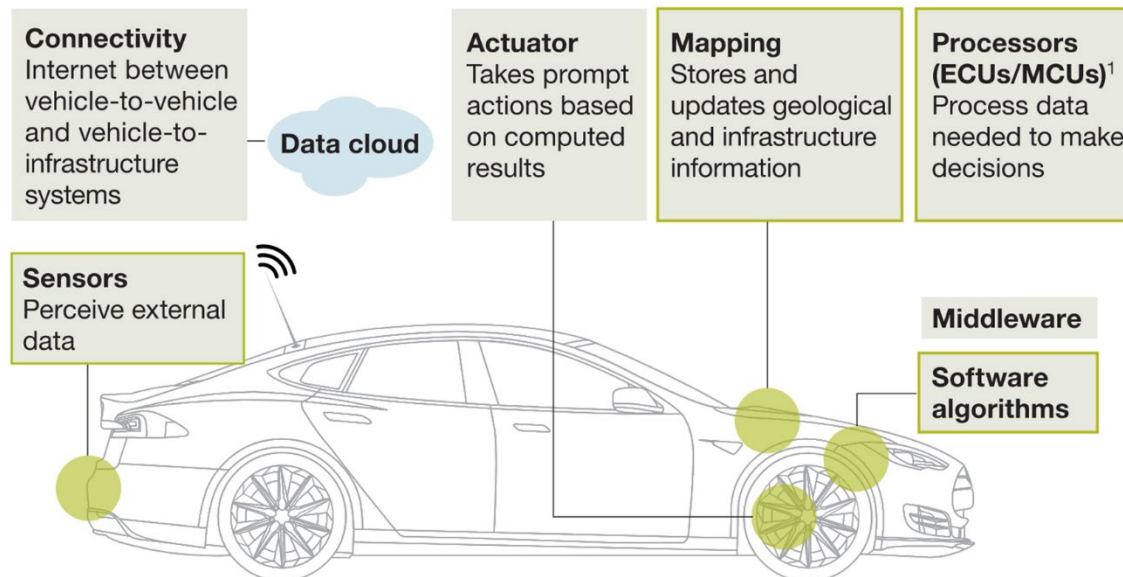 Connectivity
Internet between
vehicle-to-vehicle
and vehicle-to-
infrastructure
systems
Data cloud
Actuator
Takes prompt
actions based
on computed
results
Mapping
Stores and
updates geological
and infrastructure
information
Processors
(ECUs/MCUs)¹
Process data
needed to make
decisions
Sensors
Perceive external
data
Middleware
Software
algorithms